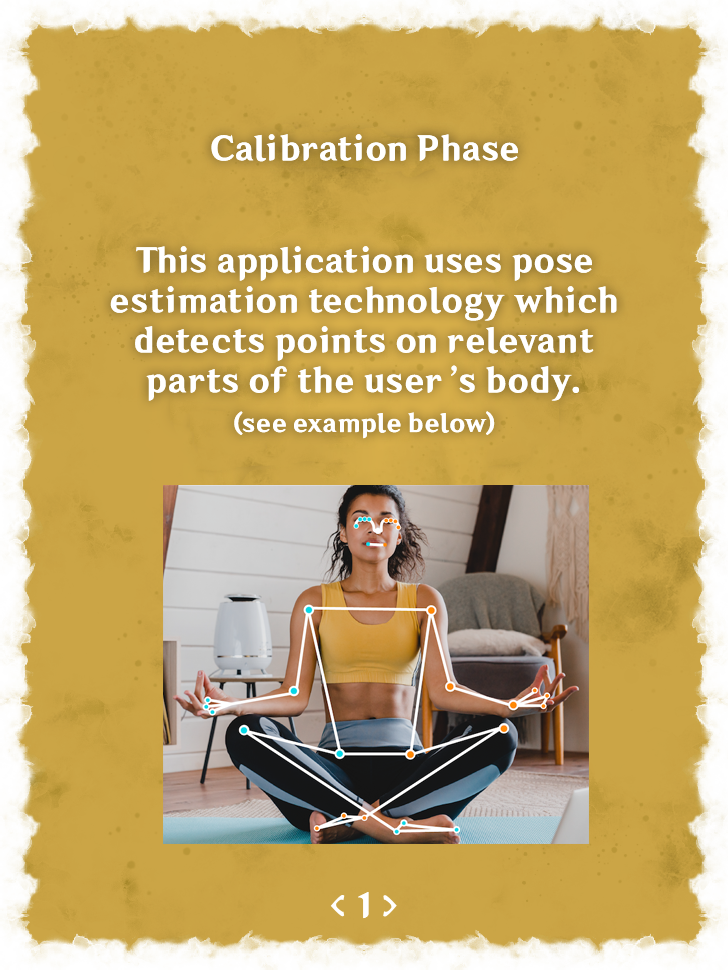 Calibration Phase
This application uses pose
estimation technology which
detects points on relevant
parts of the user ’s body.
(see example below)
< 1 >